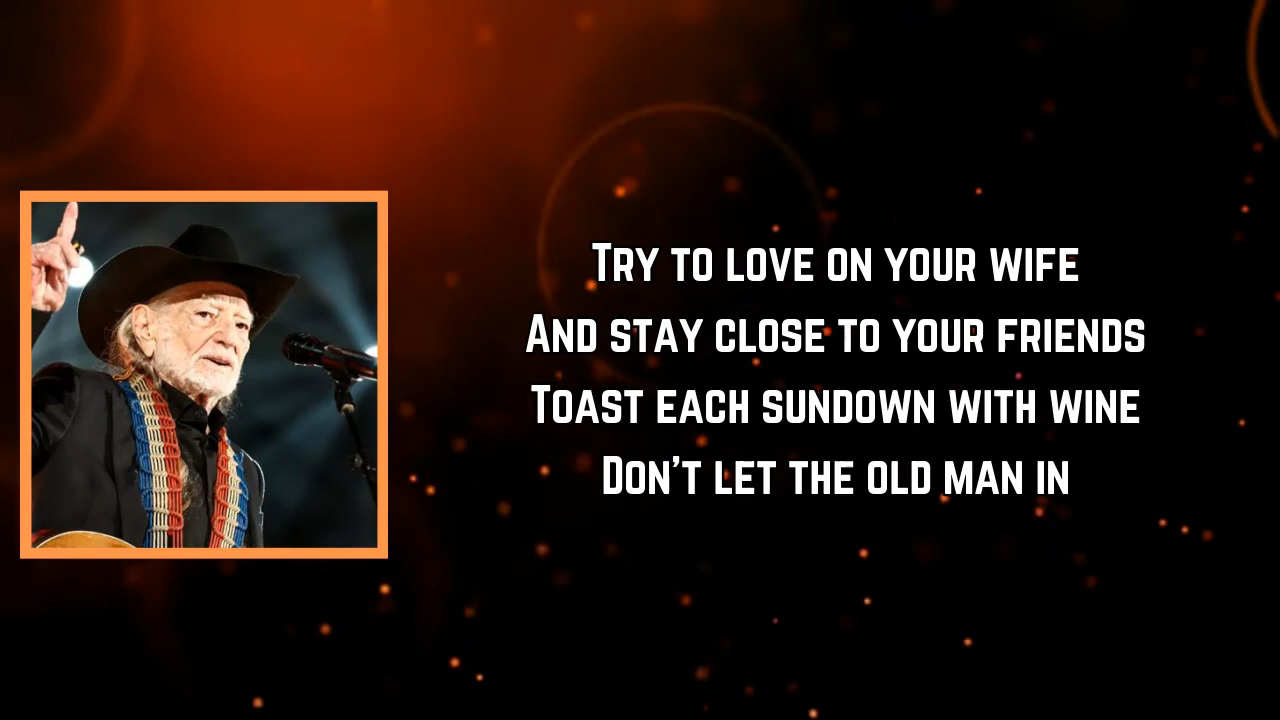 Try to love on your wife
And stay close to your friends
Toast each sundown with wine
Don't let the old man in